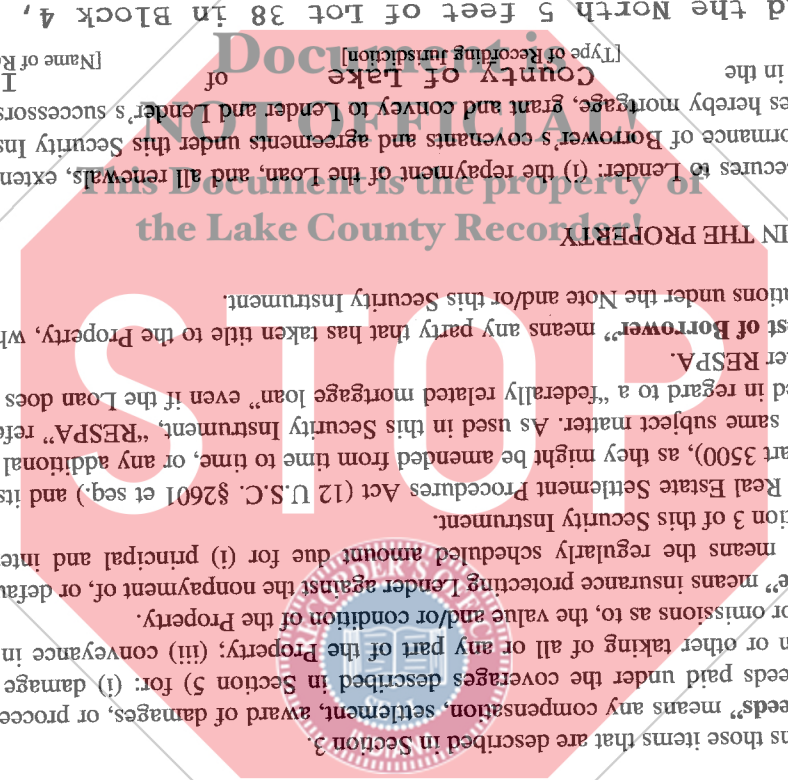 ns those items that are described in Section 3.
eeds" means any compensation, settlement, award of damages, or procee
eeds paid under the coverages described in Section 5) for: (i) damage
n or other taking of all or any part of the Property; (iii) conveyance in
or omissions as to, the value and/or condition of the Property.
e" means insurance protecting Lender against the nonpayment of, or defau
means the regularly scheduled amount due for (i) principal and inte
tion 3 of this Security Instrument.
Real Estate Settlement Procedures Act (12 U.S.C. §2601 et seq.) and its
art 3500), as they might be amended from time to time, or any additional
same subject matter. As used in this Security Instrument, "RESPA" refe
ed in regard to a "federally related mortgage loan" even if the Loan does
er RESPA.
st of Borrower" means any party that has taken title to the Property, wh
ations under the Note and/or this Security Instrument.
IN THE PROPERTY
ecures to Lender: (i) the repayment of the Loan, and all renewals, exten
ormance of Borrower's covenants and agreements under this Security Ins
es hereby mortgage, grant and convey to Lender and Lender's successors
in the County of Lake of I
[Type of Recording Jurisdiction] [Name of Re
d the North 5 feet of Lot 38 in Block 4,
Document is
NOT OFFICIAL!
This Document is the property of
the Lake County Recorder!
STOP